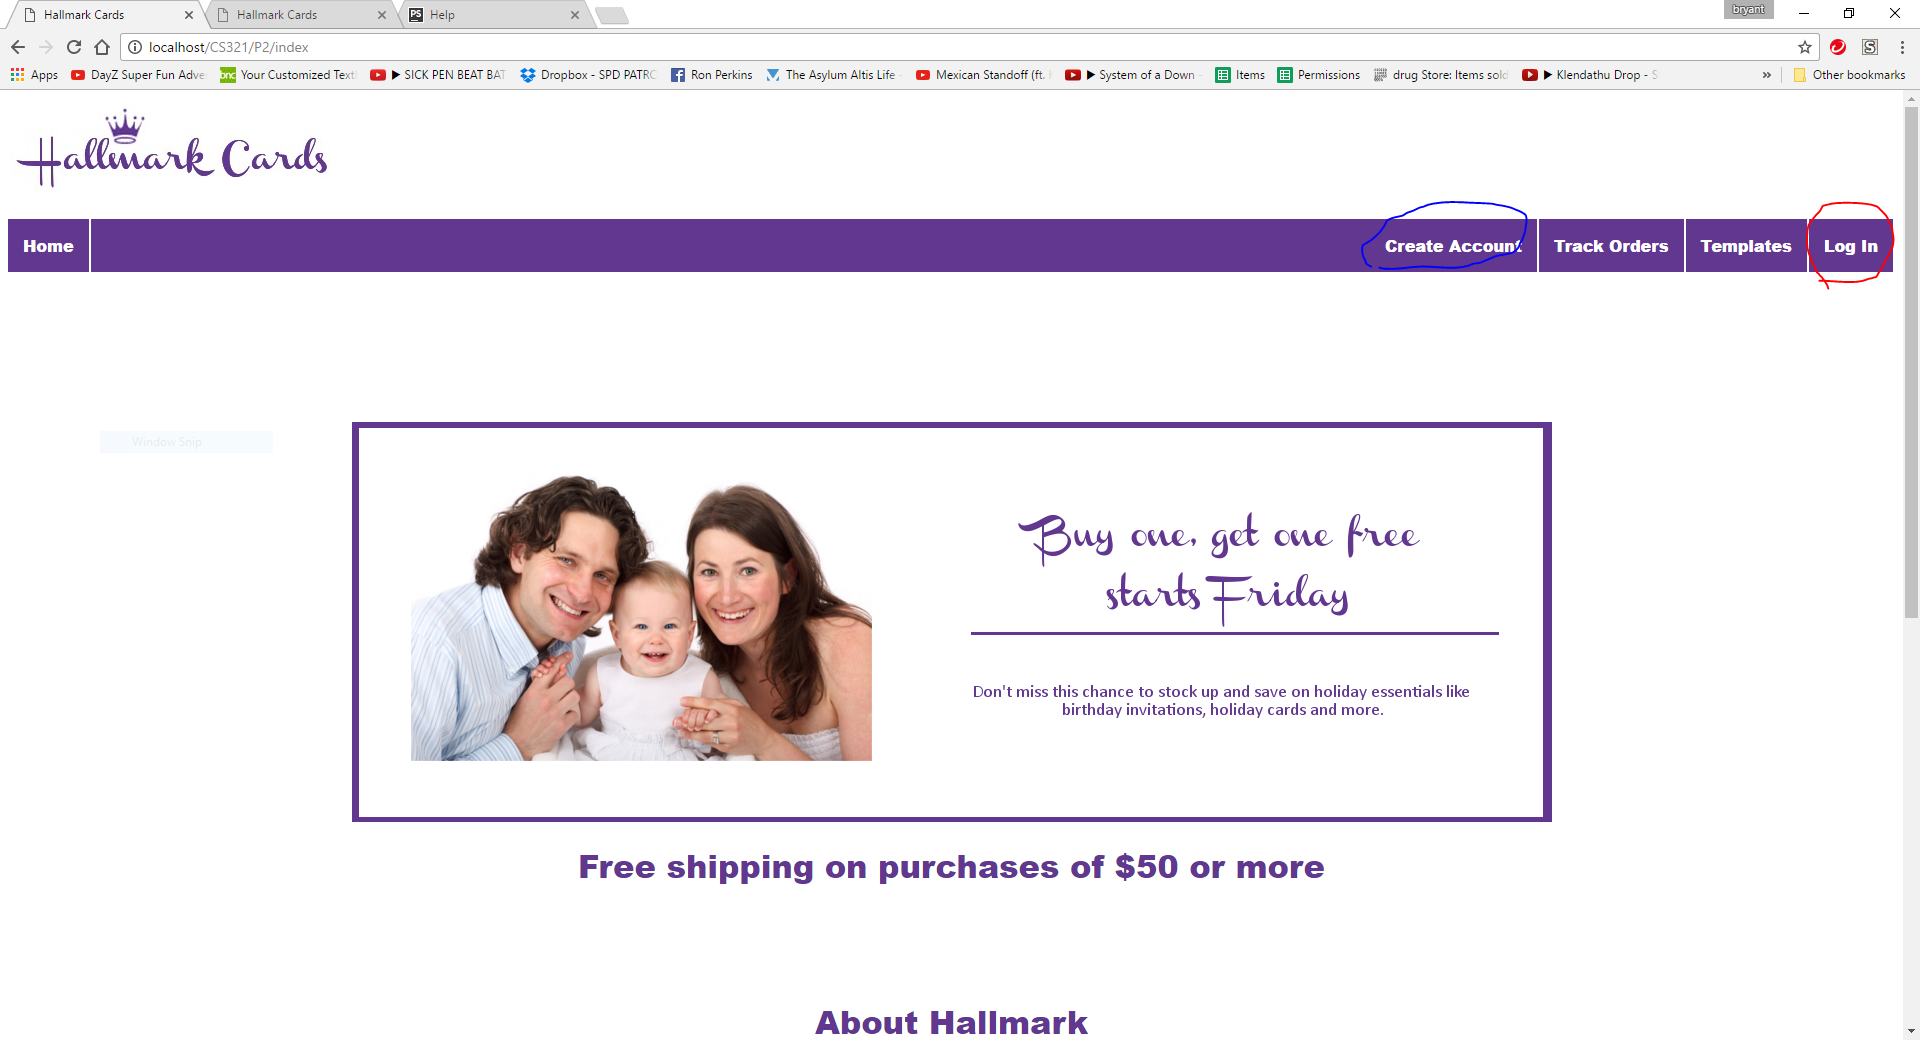 Hallmark Cards
Hallmark Cards
Help
bryant
localhost/CS321/P2/index
Apps
DayZ Super Fun Adve
bnc
Your Customized Text
▶ SICK PEN BEAT BAT
Dropbox - SPD PATRO
Ron Perkins
The Asylum Altis Life -
Mexican Standoff (ft.
▶ System of a Down -
Items
Permissions
drug Store: Items sold
▶ Klendathu Drop - S
»
Other bookmarks
Hallmark Cards
Home
Create Account
Track Orders
Templates
Log In
Window Snip
Buy one, get one free
starts Friday
Don't miss this chance to stock up and save on holiday essentials like
birthday invitations, holiday cards and more.
Free shipping on purchases of $50 or more
About Hallmark